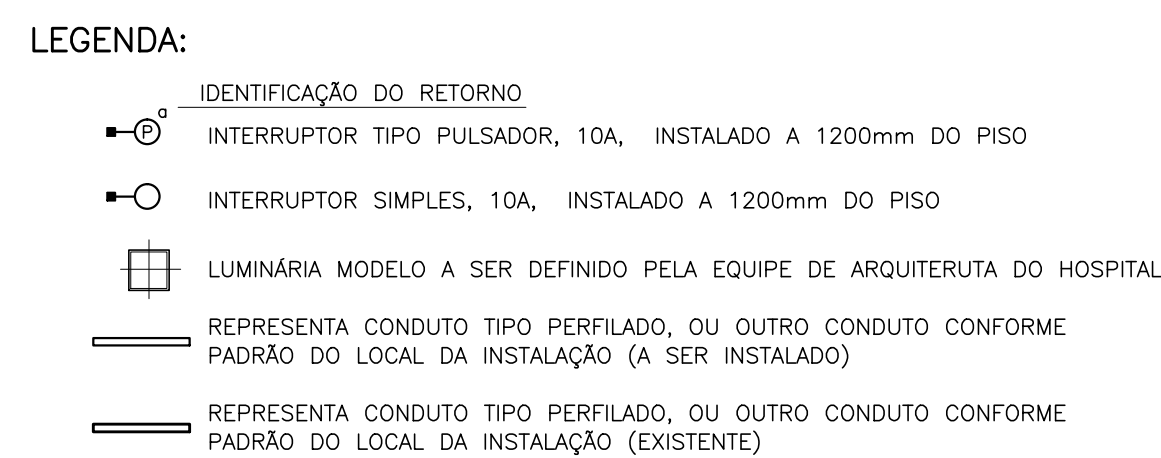 LEGENDA:
IDENTIFICAÇÃO DO RETORNO
a
P INTERRUPTOR TIPO PULSADOR, 10A, INSTALADO A 1200mm DO PISO
INTERRUPTOR SIMPLES, 10A, INSTALADO A 1200mm DO PISO
LUMINÁRIA MODELO A SER DEFINIDO PELA EQUIPE DE ARQUITERUTA DO HOSPITAL
REPRESENTA CONDUTO TIPO PERFILADO, OU OUTRO CONDUTO CONFORME
PADRÃO DO LOCAL DA INSTALAÇÃO (A SER INSTALADO)
REPRESENTA CONDUTO TIPO PERFILADO, OU OUTRO CONDUTO CONFORME
PADRÃO DO LOCAL DA INSTALAÇÃO (EXISTENTE)